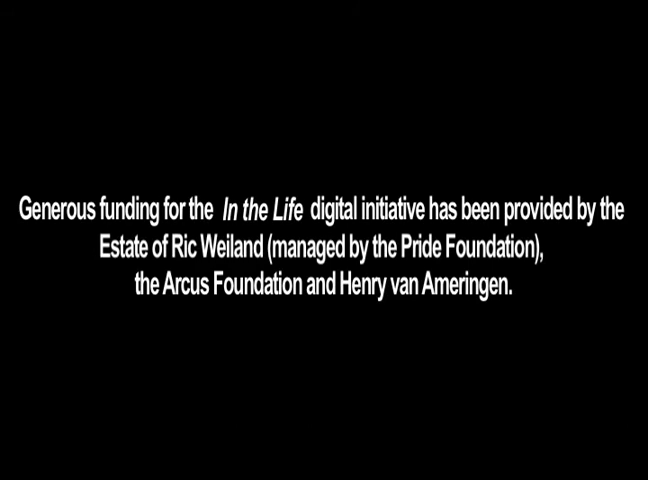 Generous funding for the In the Life digital initiative has been provided by the
Estate of Ric Weiland (managed by the Pride Foundation),
the Arcus Foundation and Henry van Ameringen.